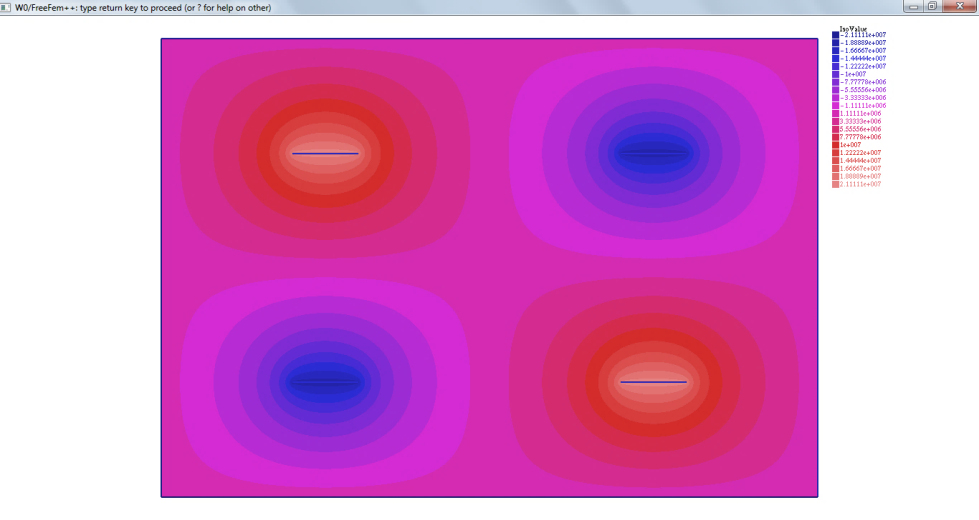 W0/FreeFem++: type return key to proceed (or ? for help on other)
IsoValue
-2.11111e+007
-1.88889e+007
-1.66667e+007
-1.44444e+007
-1.22222e+007
-1e+007
-7.77778e+006
-5.55556e+006
-3.33333e+006
-1.11111e+006
1.11111e+006
3.33333e+006
5.55556e+006
7.77778e+006
1e+007
1.22222e+007
1.44444e+007
1.66667e+007
1.88889e+007
2.11111e+007